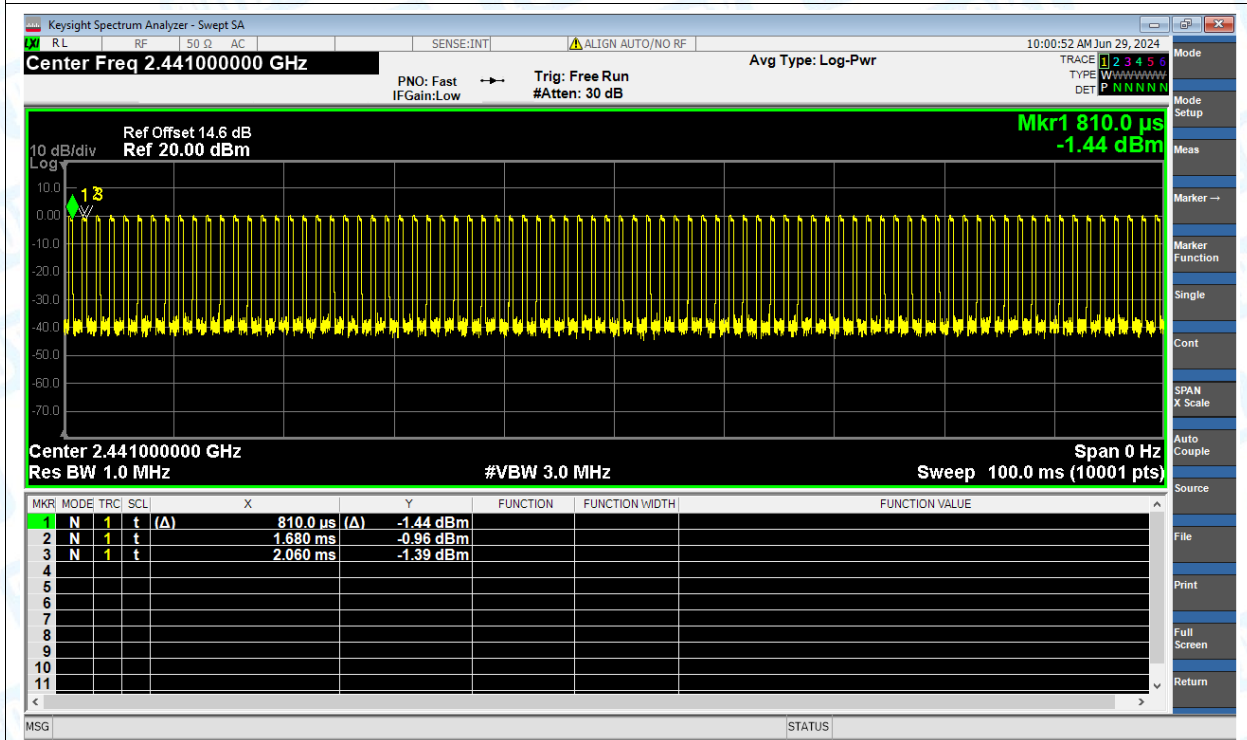 Keysight Spectrum Analyzer - Swept SA
LXI RL RF 50 Ω AC SENSE:INT ALIGN AUTO/NO RF 10:00:52 AM Jun 29, 2024
Center Freq 2.441000000 GHz
PNO: Fast
IFGain:Low
Trig: Free Run
#Atten: 30 dB
Avg Type: Log-Pwr
TRACE 1 2 3 4 5 6
TYPE WWWWWW
DET P N N N N N
Mkr1 810.0 µs
-1.44 dBm
Ref Offset 14.6 dB
10 dB/div Ref 20.00 dBm
Log
10.0
0.00
-10.0
-20.0
-30.0
-40.0
-50.0
-60.0
-70.0
1 2 3
Center 2.441000000 GHz Span 0 Hz
Res BW 1.0 MHz #VBW 3.0 MHz Sweep 100.0 ms (10001 pts)
MKR MODE TRC SCL X Y FUNCTION FUNCTION WIDTH FUNCTION VALUE
1 N 1 t (Δ) 810.0 µs (Δ) -1.44 dBm
2 N 1 t 1.680 ms -0.96 dBm
3 N 1 t 2.060 ms -1.39 dBm
4
5
6
7
8
9
10
11
MSG STATUS
Mode
Mode
Setup
Meas
Marker →
Marker
Function
Single
Cont
SPAN
X Scale
Auto
Couple
Source
File
Print
Full
Screen
Return